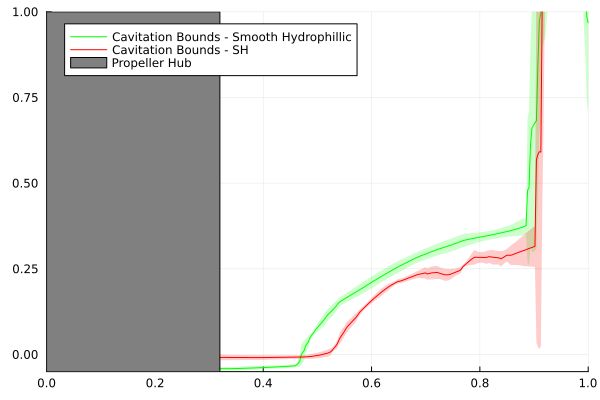 1.00
Cavitation Bounds - Smooth Hydrophillic
Cavitation Bounds - SH
Propeller Hub
0.75
0.50
0.25
0.00
0.0 0.2 0.4 0.6 0.8 1.0